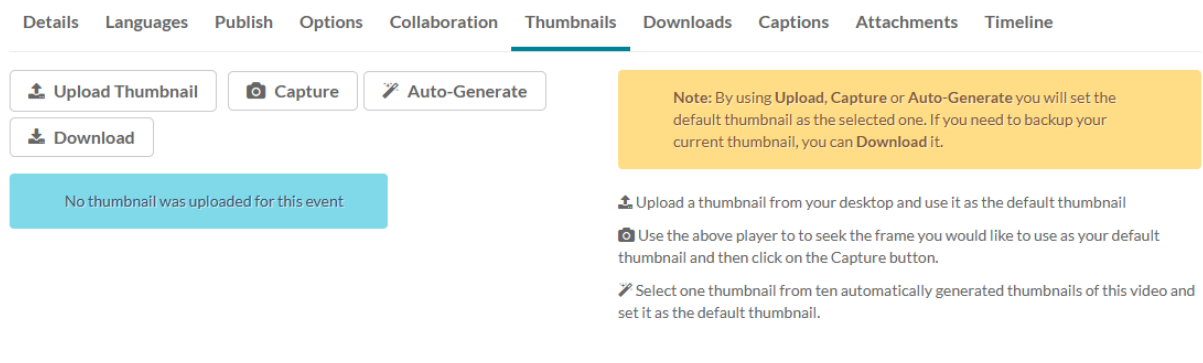 Details Languages Publish Options Collaboration Thumbnails Downloads Captions Attachments Timeline
Upload Thumbnail Capture Auto-Generate
Download
No thumbnail was uploaded for this event
Note: By using Upload, Capture or Auto-Generate you will set the
default thumbnail as the selected one. If you need to backup your
current thumbnail, you can Download it.
Upload a thumbnail from your desktop and use it as the default thumbnail
Use the above player to to seek the frame you would like to use as your default
thumbnail and then click on the Capture button.
Select one thumbnail from ten automatically generated thumbnails of this video and
set it as the default thumbnail.